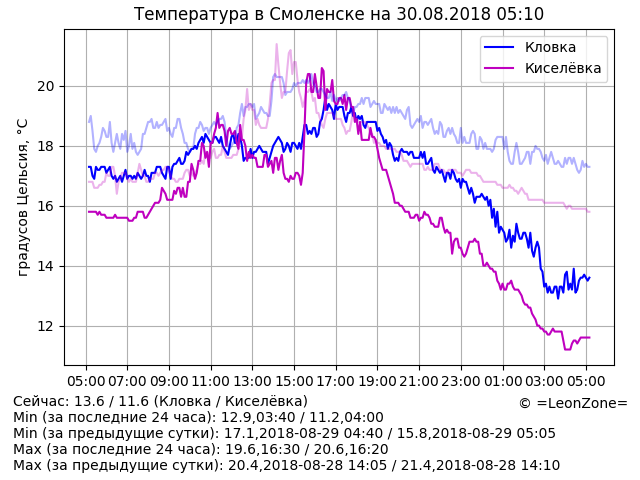 Температура в Смоленске на 30.08.2018 05:10
Кловка
Киселёвка
градусов Цельсия, °C
20
18
16
14
12
05:00 07:00 09:00 11:00 13:00 15:00 17:00 19:00 21:00 23:00 01:00 03:00 05:00
Сейчас: 13.6 / 11.6 (Кловка / Киселёвка)
© =LeonZone=
Min (за последние 24 часа): 12.9,03:40 / 11.2,04:00
Min (за предыдущие сутки): 17.1,2018-08-29 04:40 / 15.8,2018-08-29 05:05
Max (за последние 24 часа): 19.6,16:30 / 20.6,16:20
Max (за предыдущие сутки): 20.4,2018-08-28 14:05 / 21.4,2018-08-28 14:10